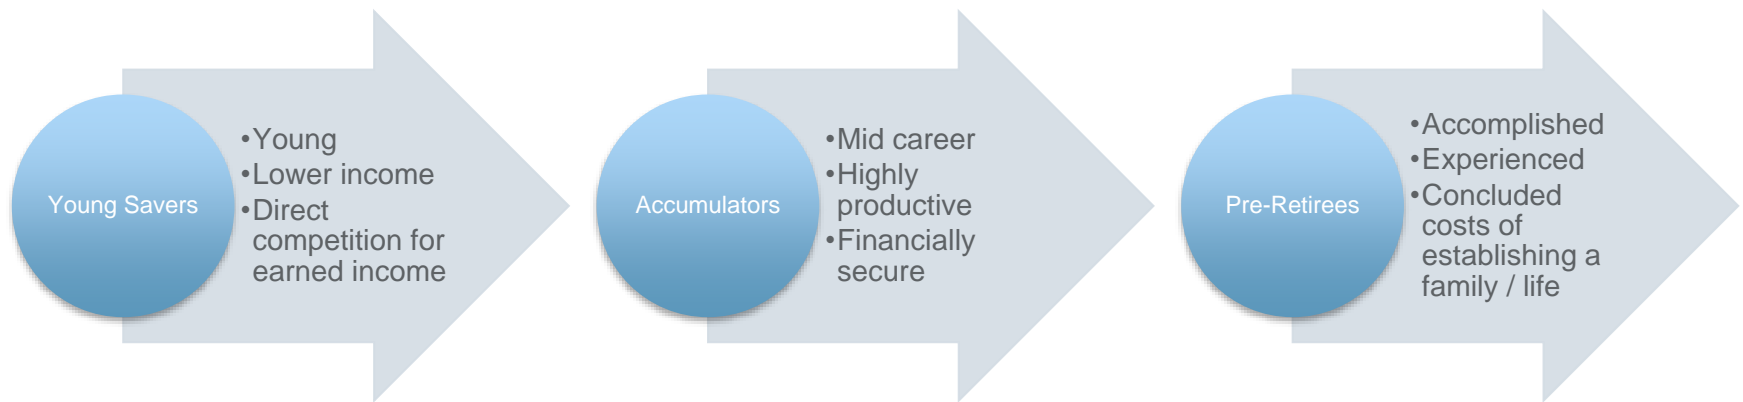 Young Savers
•Young
•Lower income
•Direct
competition for
earned income
Accumulators
•Mid career
•Highly
productive
•Financially
secure
Pre-Retirees
•Accomplished
•Experienced
•Concluded
costs of
establishing a
family / life